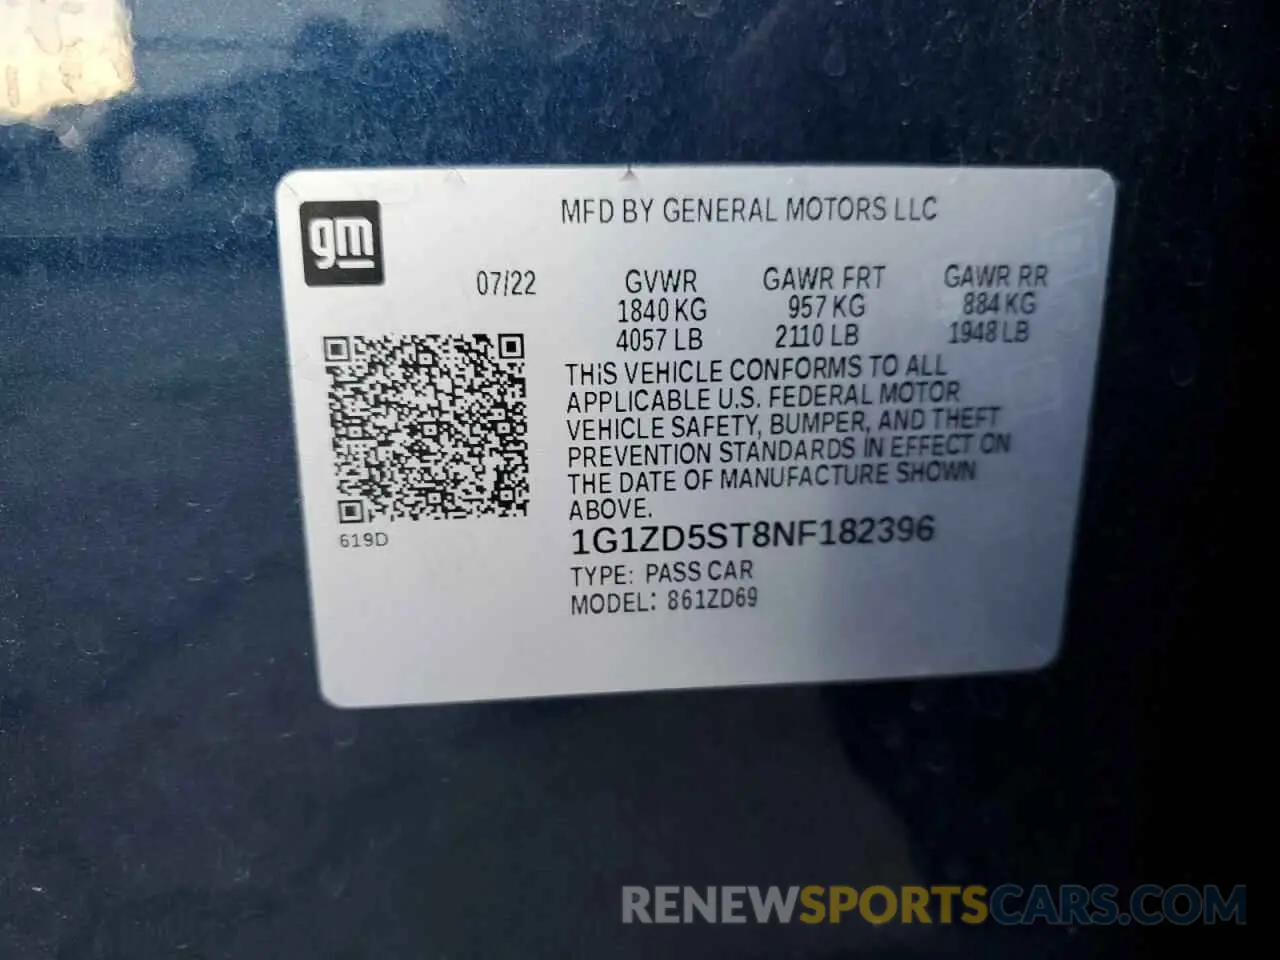 gm
MFD BY GENERAL MOTORS LLC
07/22 GVWR GAWR FRT GAWR RR
1840 KG 957 KG 884 KG
4057 LB 2110 LB 1948 LB
THIS VEHICLE CONFORMS TO ALL
APPLICABLE U.S. FEDERAL MOTOR
VEHICLE SAFETY, BUMPER, AND THEFT
PREVENTION STANDARDS IN EFFECT ON
THE DATE OF MANUFACTURE SHOWN
ABOVE.
619D
1G1ZD5ST8NF182396
TYPE: PASS CAR
MODEL: 861ZD69
RENEWSPORTSCARS.COM